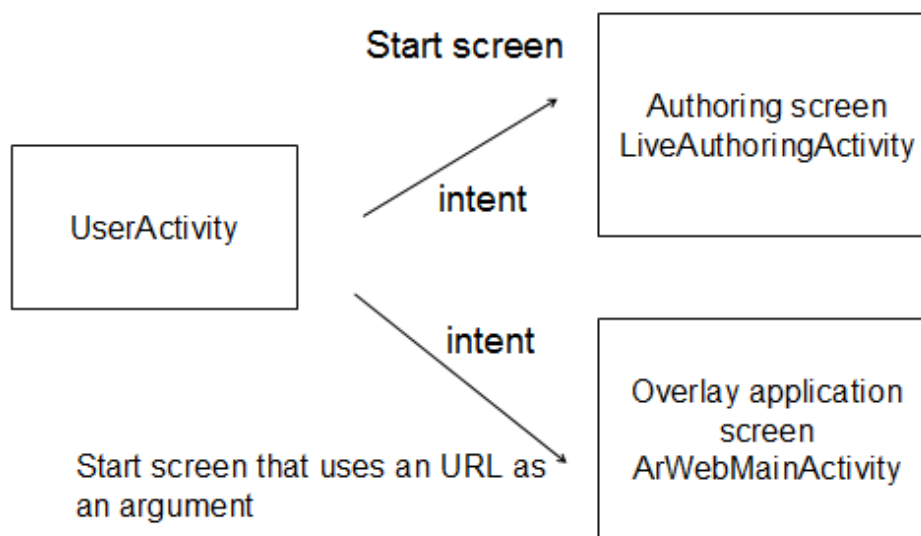 Start screen
Authoring screen
LiveAuthoringActivity
intent
UserActivity
intent
Overlay application
screen
ArWebMainActivity
Start screen that uses an URL as
an argument